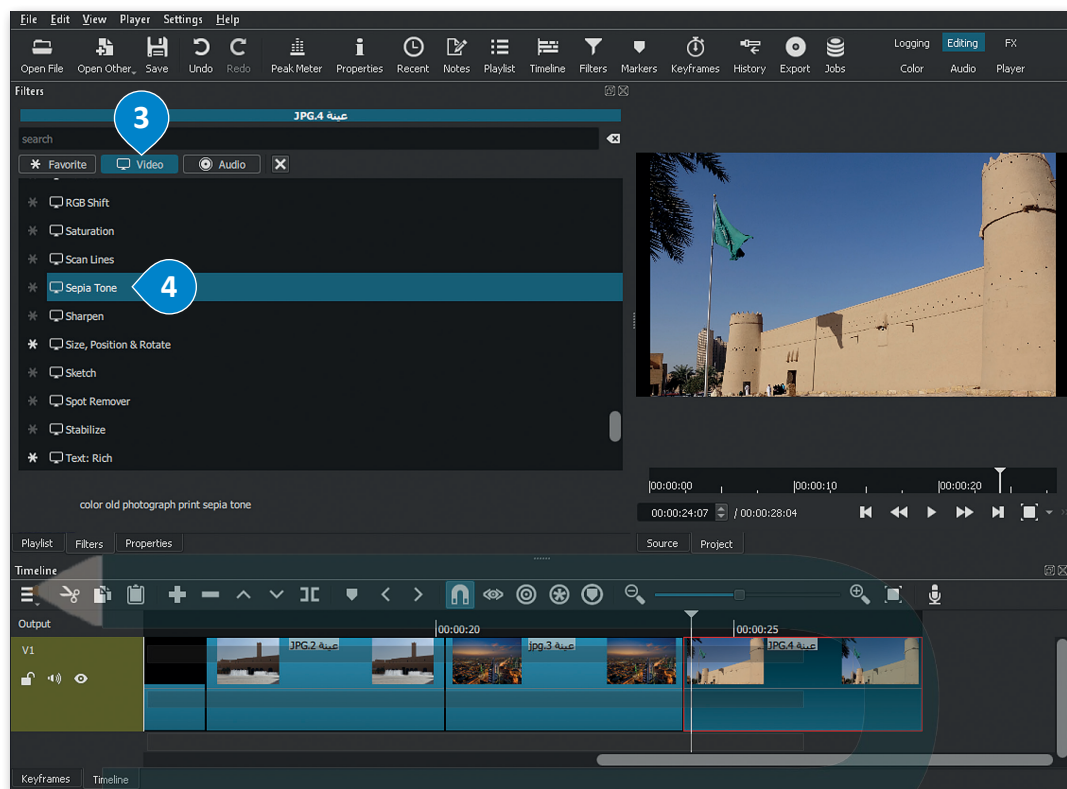 File Edit View Player Settings Help
Open File Open Other. Save Undo Redo Peak Meter Properties Recent Notes Playlist Timeline Filters Markers Keyframes History Export Jobs
Logging Editing FX
Color Audio Player
Filters
عينة 4.JPG
3
search
Favorite Video Audio
RGB Shift
Saturation
Scan Lines
Sepia Tone
4
Sharpen
Size, Position & Rotate
Sketch
Spot Remover
Stabilize
Text: Rich
color old photograph print sepia tone
00:00:00 00:00:10 00:00:20
00:00:24:07 / 00:00:28:04
Playlist Filters Properties
Source Project
Timeline
Output
00:00:20 00:00:25
V1
عينة 2.JPG
عينة 3.jpg
عينة 4.JPG
Keyframes Timeline